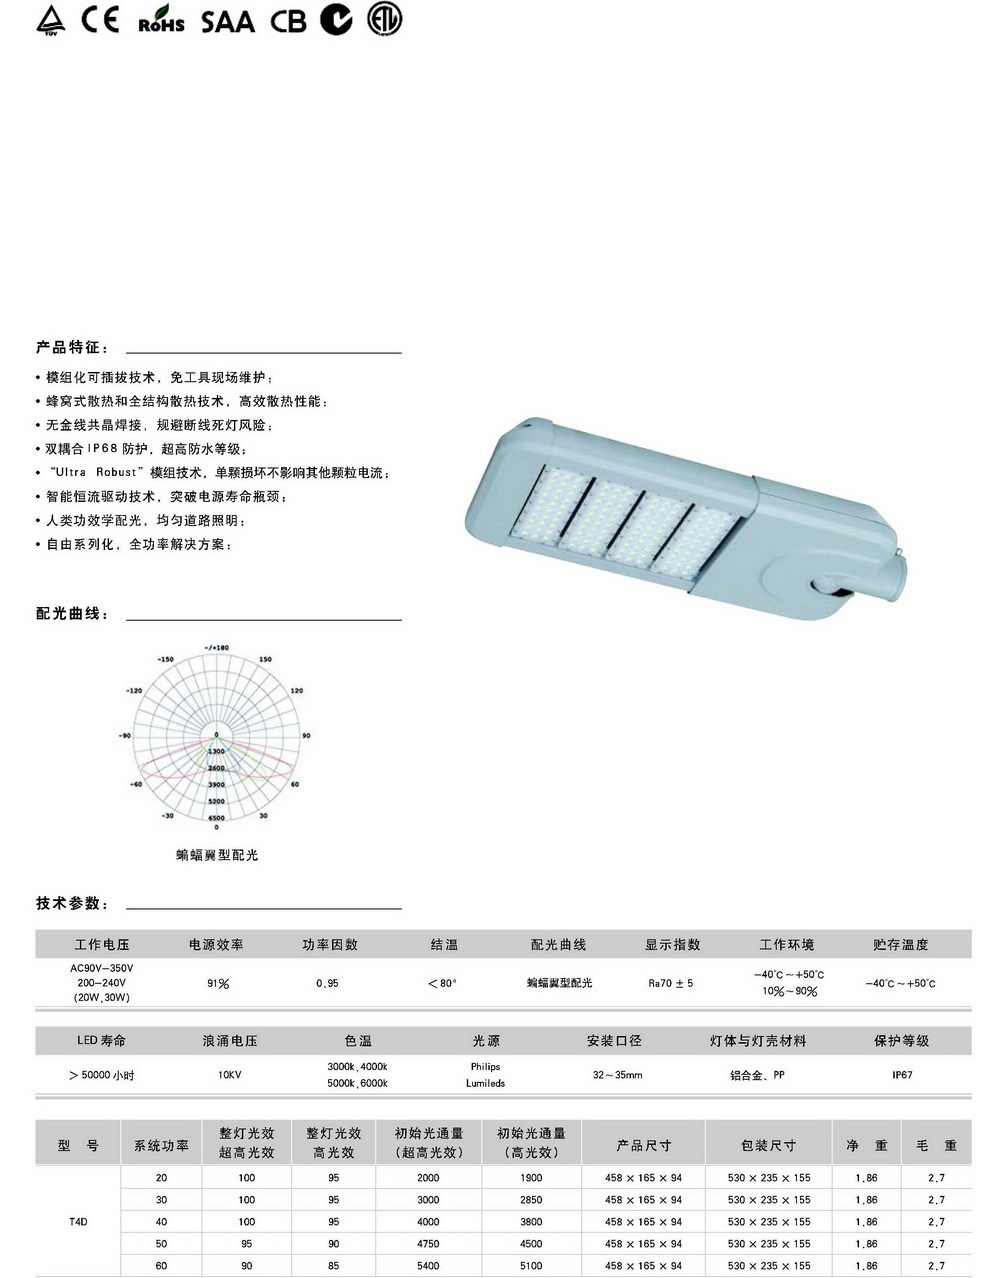 TÜV CE RoHS SAA CB ETL
产品特征：
• 模组化可插拔技术，免工具现场维护；
• 蜂窝式散热和全结构散热技术，高效散热性能；
• 无金线共晶焊接，规避断线死灯风险；
• 双耦合IP68防护，超高防水等级；
• “Ultra Robust”模组技术，单颗损坏不影响其他颗粒电流；
• 智能恒流驱动技术，突破电源寿命瓶颈；
• 人类功效学配光，均匀道路照明；
• 自由系列化，全功率解决方案；
配光曲线：
-/+180
-150 150
-120 120
-90 0 90
1300
2600
-60 3900 60
5200
-30 6500 30
0
蝙蝠翼型配光
技术参数：
工作电压 电源效率 功率因数 结温 配光曲线 显示指数 工作环境 贮存温度
AC90V—350V
200—240V
(20W,30W)
91% 0.95 ＜80° 蝙蝠翼型配光 Ra70 ± 5
−40℃～+50℃
10%～90%
−40℃～+50℃
LED 寿命 浪涌电压 色温 光源 安装口径 灯体与灯壳材料 保护等级
＞50000 小时 10KV
3000k,4000k
5000k,6000k
Philips
Lumileds
32～35mm 铝合金、PP IP67
型 号 系统功率
整灯光效
超高光效
整灯光效
高光效
初始光通量
（超高光效）
初始光通量
（高光效）
产品尺寸 包装尺寸 净 重 毛 重
T4D
20 100 95 2000 1900 458 × 165 × 94 530 × 235 × 155 1.86 2.7
30 100 95 3000 2850 458 × 165 × 94 530 × 235 × 155 1.86 2.7
40 100 95 4000 3800 458 × 165 × 94 530 × 235 × 155 1.86 2.7
50 95 90 4750 4500 458 × 165 × 94 530 × 235 × 155 1.86 2.7
60 90 85 5400 5100 458 × 165 × 94 530 × 235 × 155 1.86 2.7